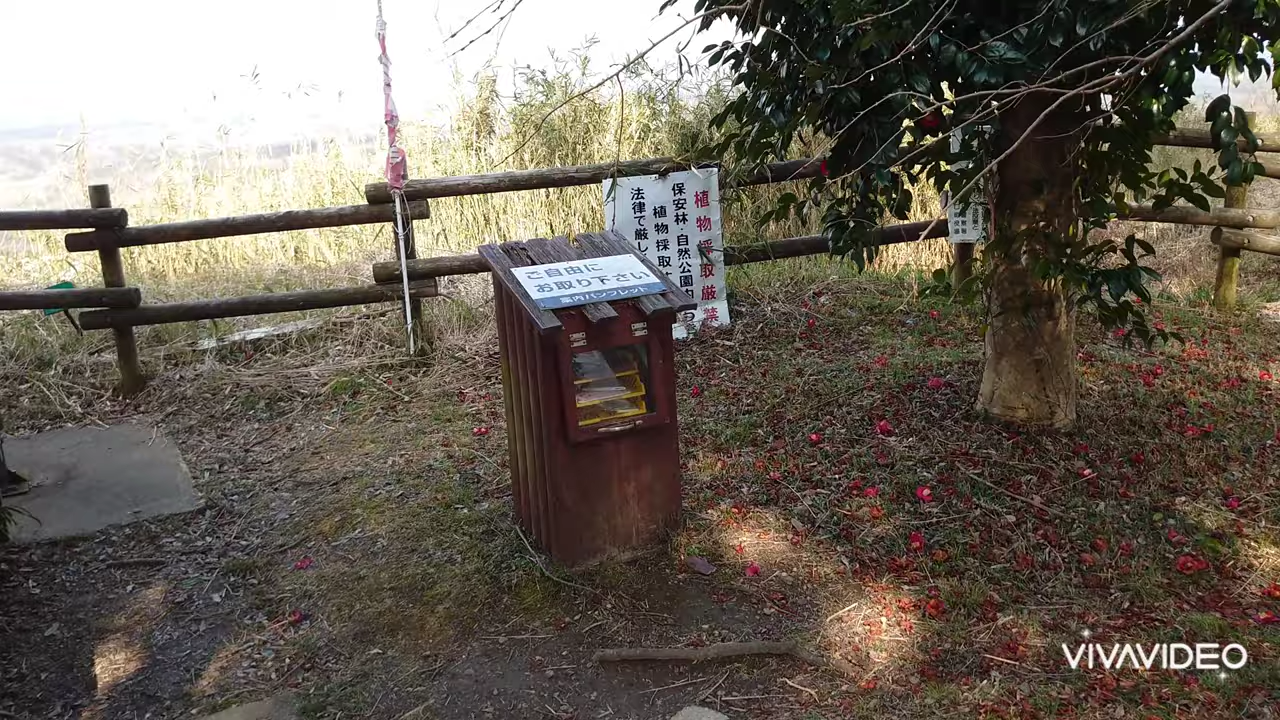 ご自由に
お取り下さい
案内パンフレット
植物採取厳禁
保安林・自然公園内
植物採取
法律で厳し
VIVAVIDEO